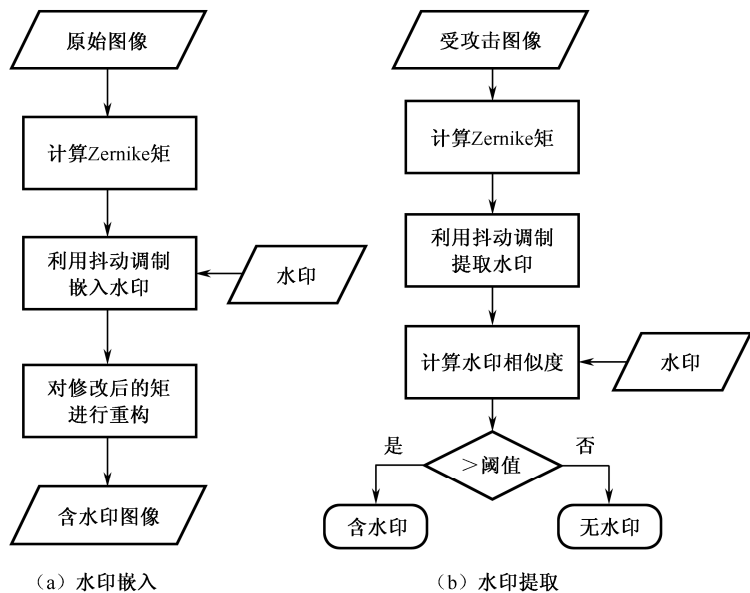 原始图像
计算Zernike矩
利用抖动调制
嵌入水印
水印
对修改后的矩
进行重构
含水印图像
(a) 水印嵌入
受攻击图像
计算Zernike矩
利用抖动调制
提取水印
计算水印相似度
水印
是
>阈值
否
含水印
无水印
(b) 水印提取